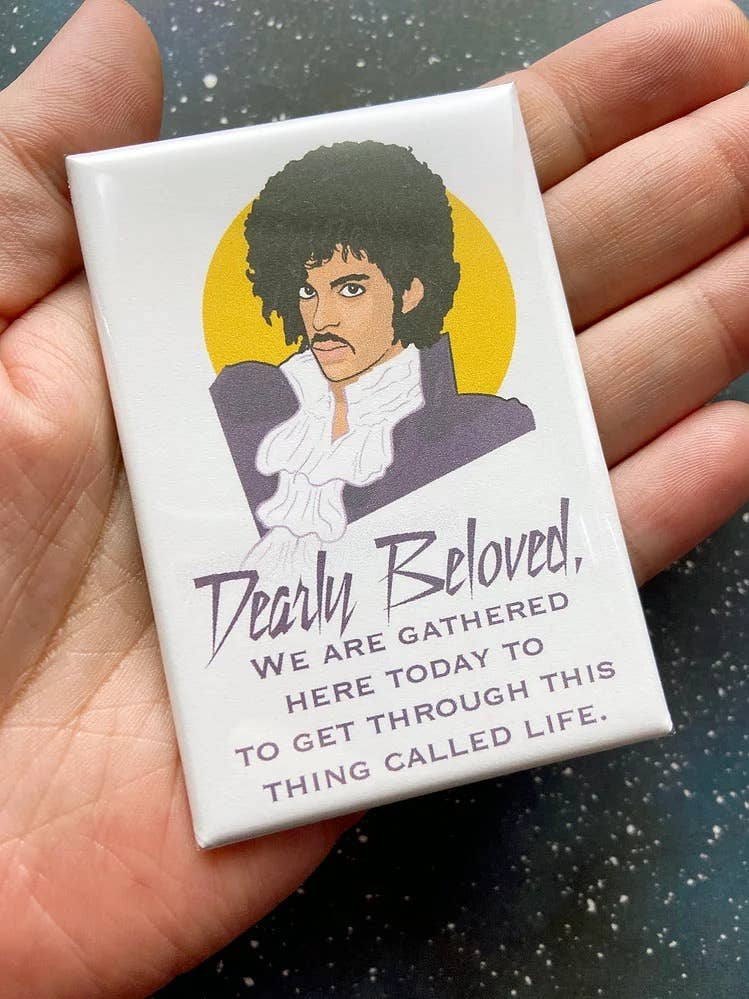 Dearly Beloved,
WE ARE GATHERED
HERE TODAY TO
TO GET THROUGH THIS
THING CALLED LIFE.